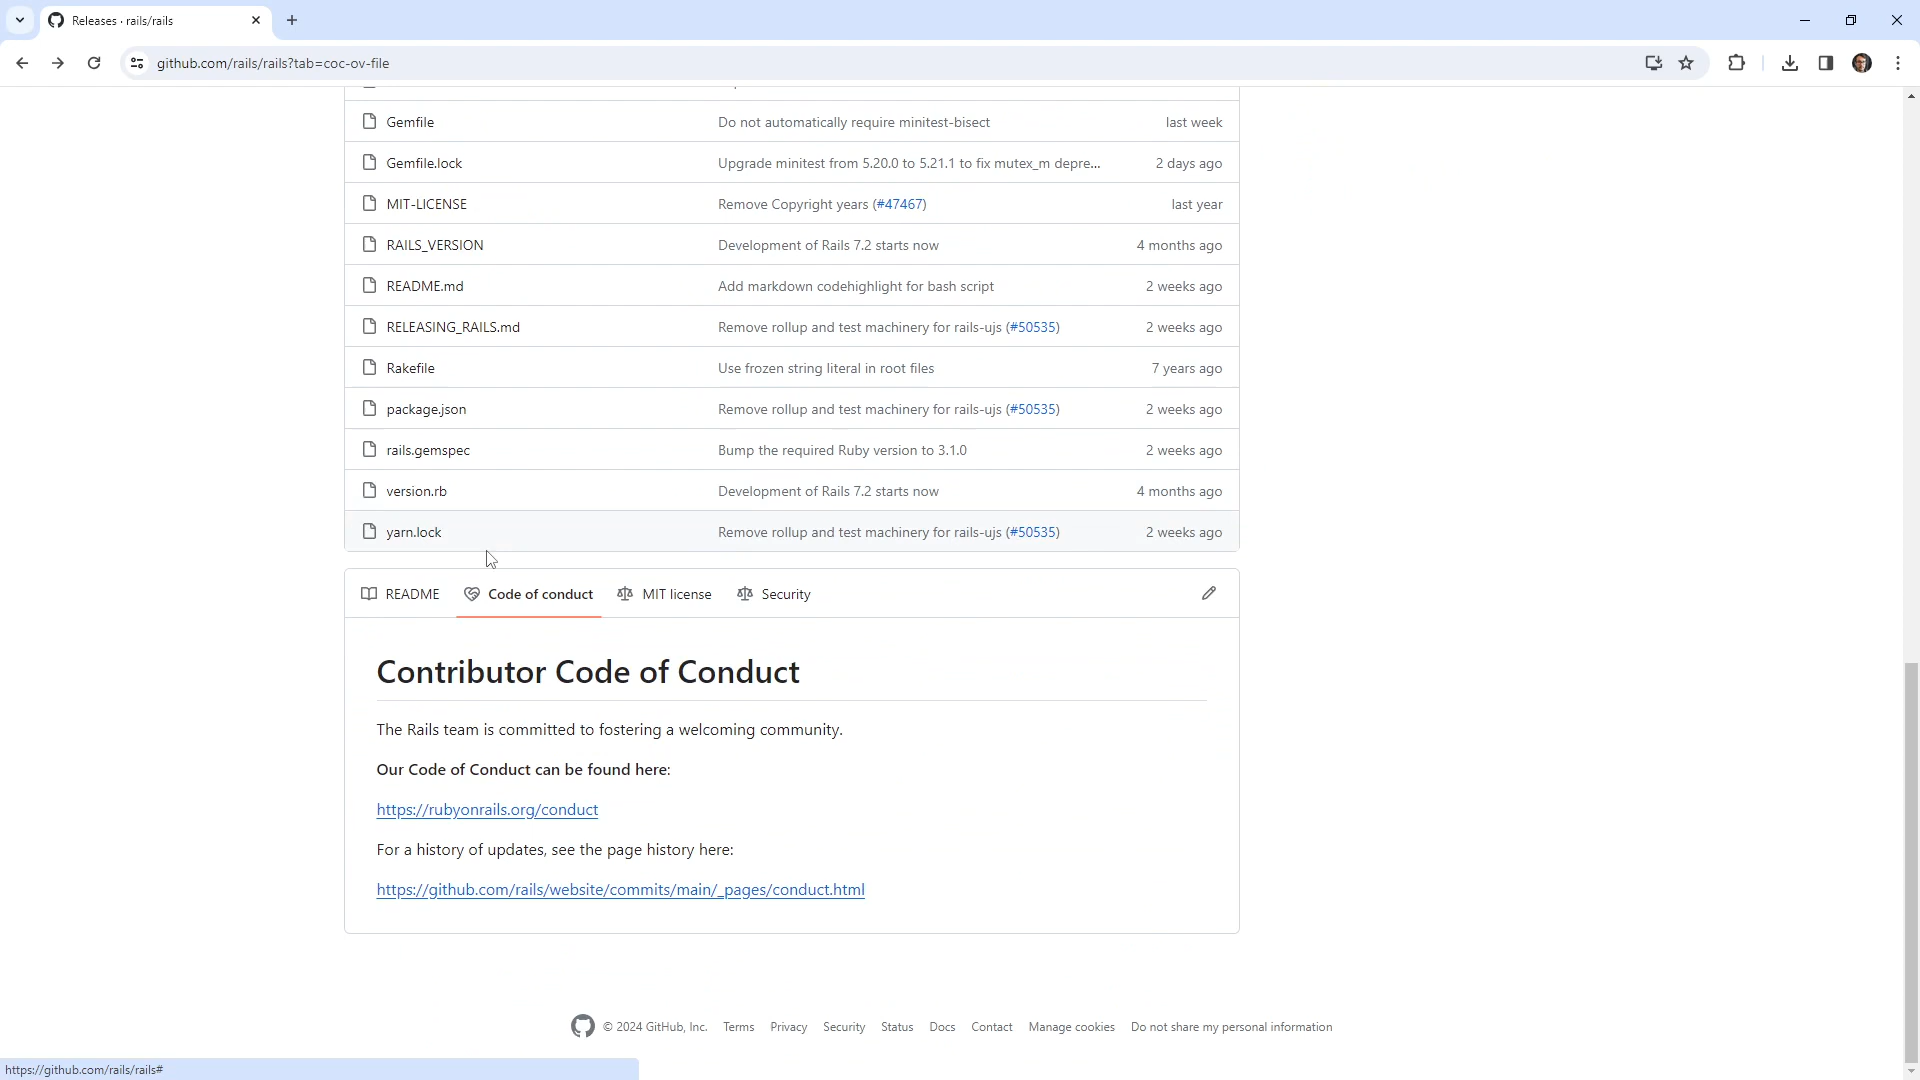 Releases · rails/rails
github.com/rails/rails?tab=coc-ov-file
Gemfile Do not automatically require minitest-bisect last week
Gemfile.lock Upgrade minitest from 5.20.0 to 5.21.1 to fix mutex_m depre... 2 days ago
MIT-LICENSE Remove Copyright years (#47467) last year
RAILS_VERSION Development of Rails 7.2 starts now 4 months ago
README.md Add markdown codehighlight for bash script 2 weeks ago
RELEASING_RAILS.md Remove rollup and test machinery for rails-ujs (#50535) 2 weeks ago
Rakefile Use frozen string literal in root files 7 years ago
package.json Remove rollup and test machinery for rails-ujs (#50535) 2 weeks ago
rails.gemspec Bump the required Ruby version to 3.1.0 2 weeks ago
version.rb Development of Rails 7.2 starts now 4 months ago
yarn.lock Remove rollup and test machinery for rails-ujs (#50535) 2 weeks ago
README Code of conduct MIT license Security
Contributor Code of Conduct
The Rails team is committed to fostering a welcoming community.
Our Code of Conduct can be found here:
https://rubyonrails.org/conduct
For a history of updates, see the page history here:
https://github.com/rails/website/commits/main/_pages/conduct.html
© 2024 GitHub, Inc. Terms Privacy Security Status Docs Contact Manage cookies Do not share my personal information
https://github.com/rails/rails#